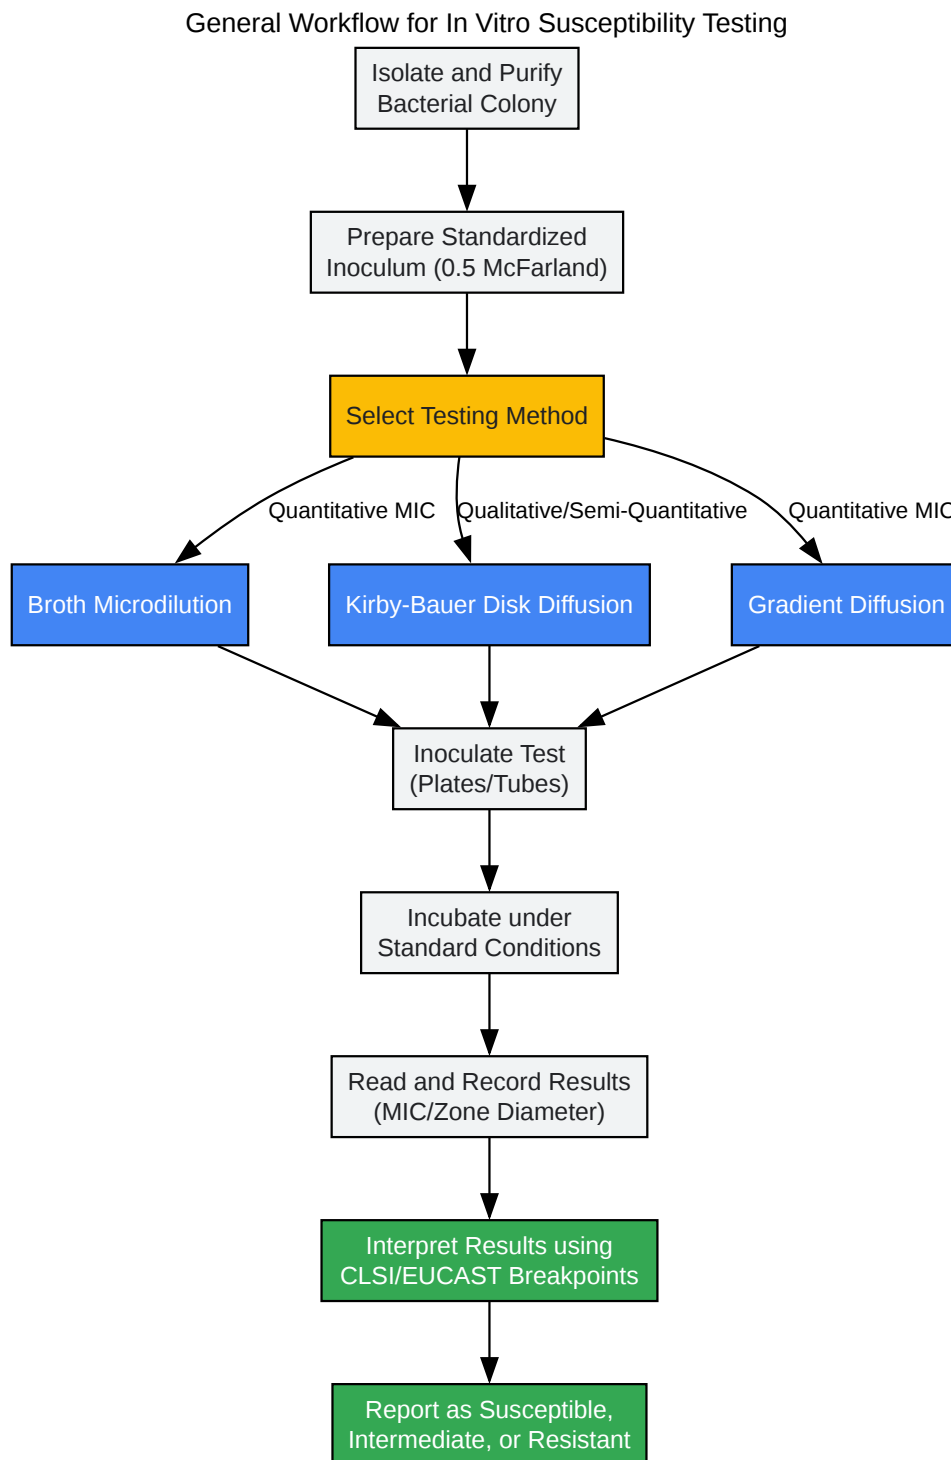 General Workflow for In Vitro Susceptibility Testing
Isolate and Purify
Bacterial Colony
Prepare Standardized
Inoculum (0.5 McFarland)
Select Testing Method
Quantitative MIC
Qualitative/Semi-Quantitative
Quantitative MIC
Broth Microdilution
Kirby-Bauer Disk Diffusion
Gradient Diffusion
Inoculate Test
(Plates/Tubes)
Incubate under
Standard Conditions
Read and Record Results
(MIC/Zone Diameter)
Interpret Results using
CLSI/EUCAST Breakpoints
Report as Susceptible,
Intermediate, or Resistant